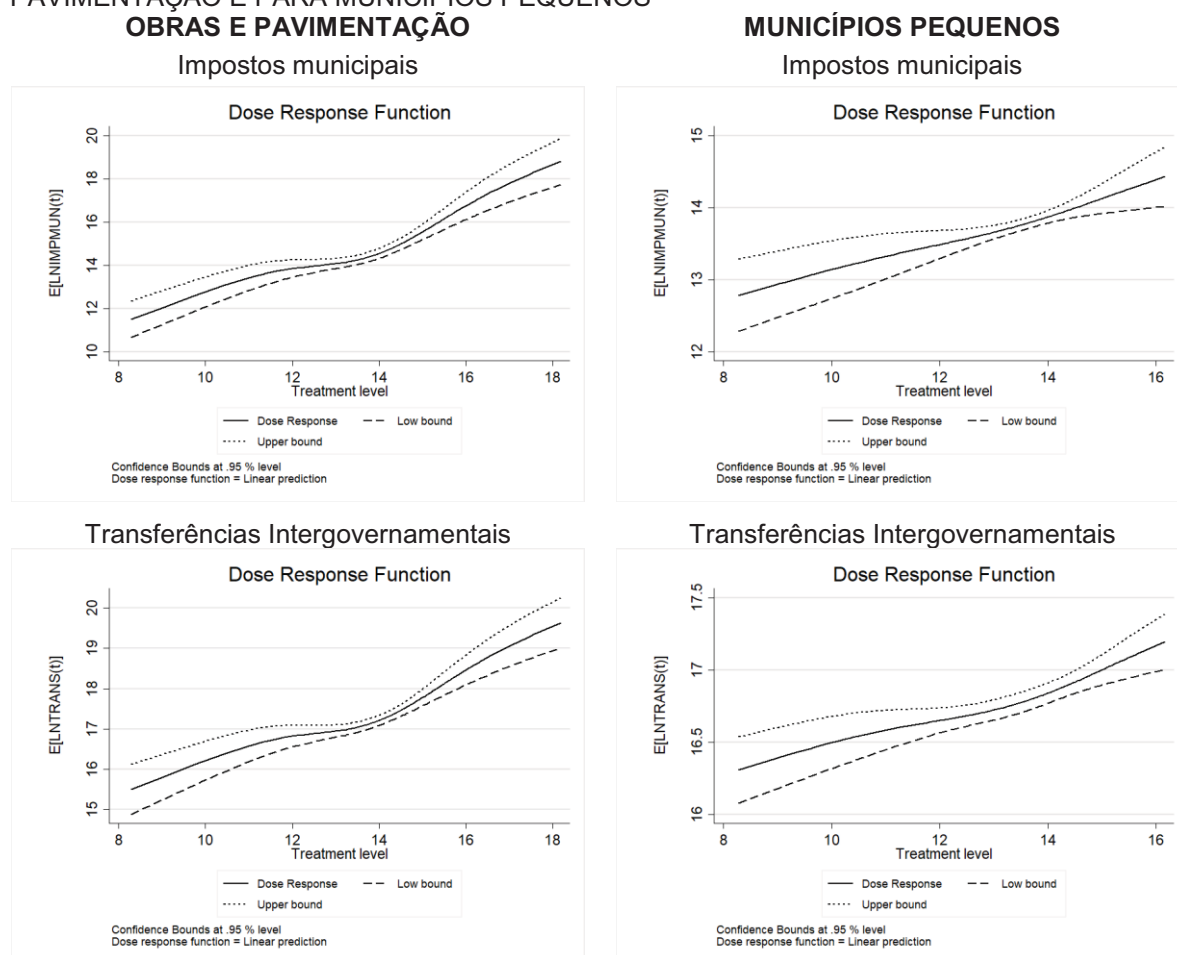 PAVIMENTAÇÃO E PARA MUNICÍPIOS PEQUENOS
OBRAS E PAVIMENTAÇÃO
Impostos municipais
Dose Response Function
E[LNIMPMUN(t)]
20
18
16
14
12
10
8 10 12 14 16 18
Treatment level
Dose Response Low bound
Upper bound
Confidence Bounds at .95 % level
Dose response function = Linear prediction
MUNICÍPIOS PEQUENOS
Impostos municipais
Dose Response Function
E[LNIMPMUN(t)]
15
14
13
12
8 10 12 14 16
Treatment level
Dose Response Low bound
Upper bound
Confidence Bounds at .95 % level
Dose response function = Linear prediction
Transferências Intergovernamentais
Dose Response Function
E[LNTRANS(t)]
20
19
18
17
16
15
8 10 12 14 16 18
Treatment level
Dose Response Low bound
Upper bound
Confidence Bounds at .95 % level
Dose response function = Linear prediction
Transferências Intergovernamentais
Dose Response Function
E[LNTRANS(t)]
17.5
17
16.5
16
8 10 12 14 16
Treatment level
Dose Response Low bound
Upper bound
Confidence Bounds at .95 % level
Dose response function = Linear prediction